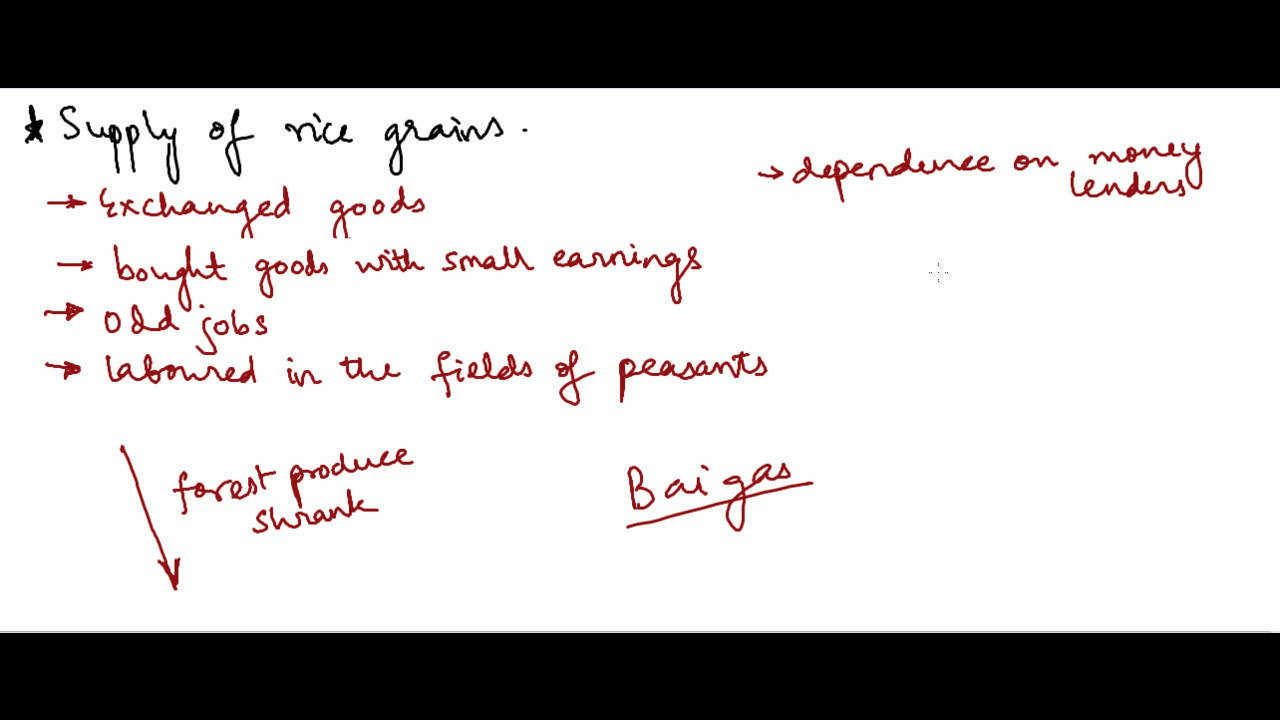 * Supply of rice grains.
→ Exchanged goods
→ bought goods with small earnings
→ Odd jobs
→ laboured in the fields of peasants
→ dependence on money
lenders
forest produce
shrank
Baigas